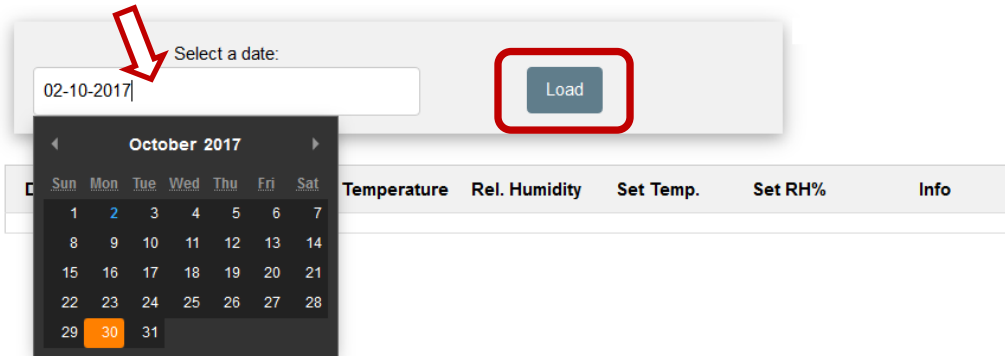 Select a date:
02-10-2017
Load
October 2017
Sun Mon Tue Wed Thu Fri Sat
1 2 3 4 5 6 7
8 9 10 11 12 13 14
15 16 17 18 19 20 21
22 23 24 25 26 27 28
29 30 31
Temperature Rel. Humidity Set Temp. Set RH% Info